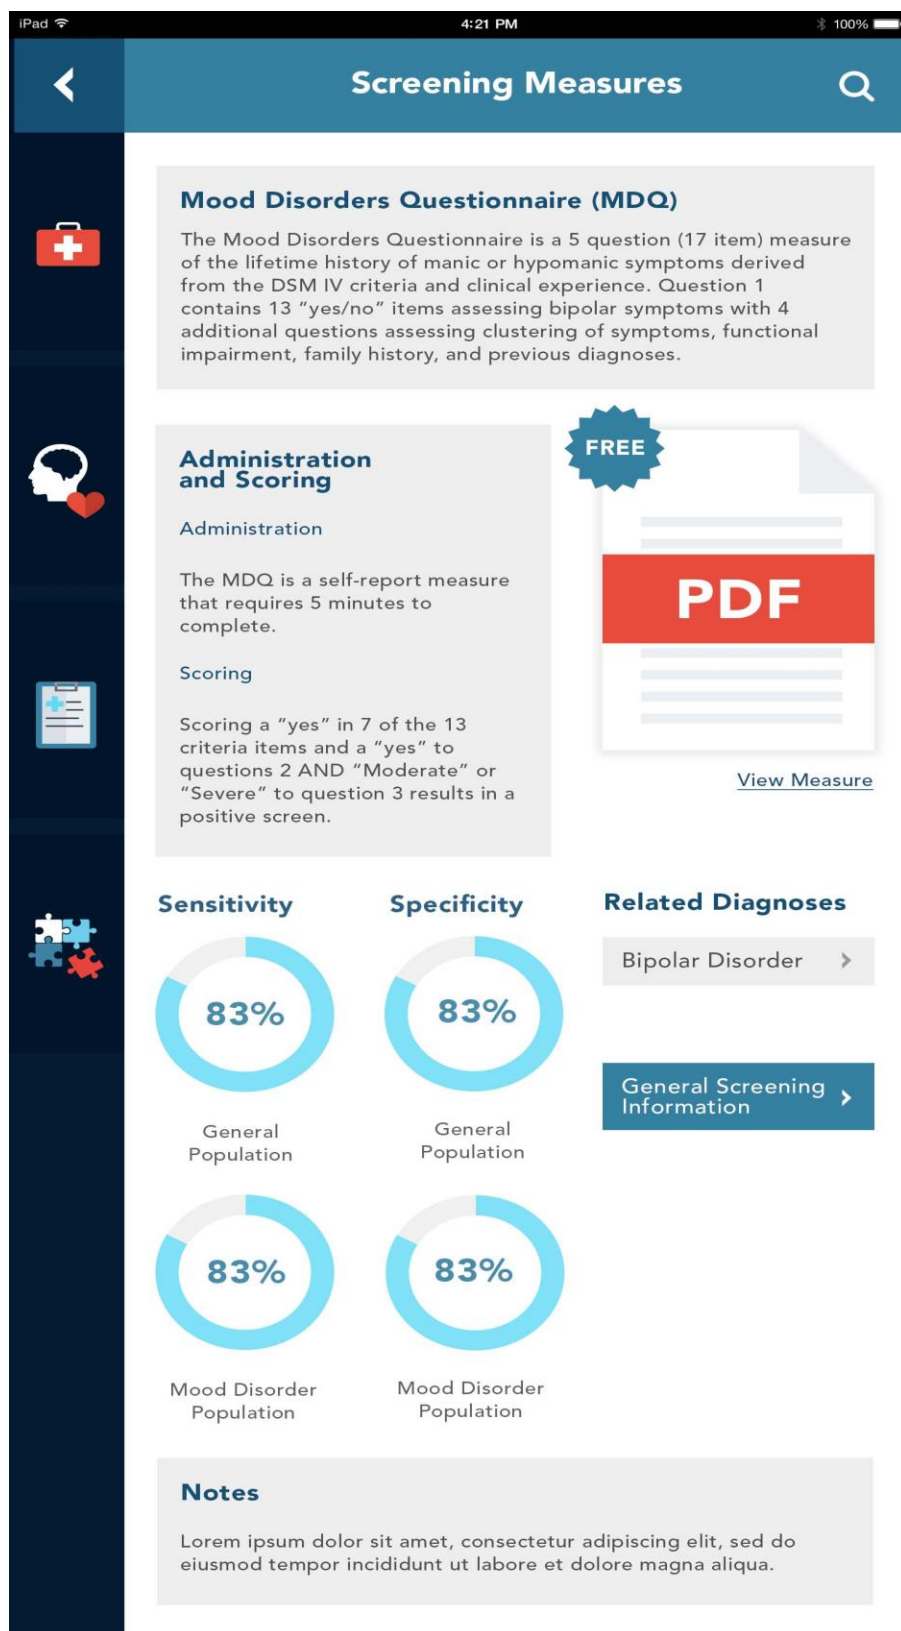 iPad
4:21 PM
100%
Screening Measures
Mood Disorders Questionnaire (MDQ)
The Mood Disorders Questionnaire is a 5 question (17 item) measure
of the lifetime history of manic or hypomanic symptoms derived
from the DSM IV criteria and clinical experience. Question 1
contains 13 “yes/no” items assessing bipolar symptoms with 4
additional questions assessing clustering of symptoms, functional
impairment, family history, and previous diagnoses.
Administration
and Scoring
Administration
The MDQ is a self-report measure
that requires 5 minutes to
complete.
Scoring
Scoring a “yes” in 7 of the 13
criteria items and a “yes” to
questions 2 AND “Moderate” or
“Severe” to question 3 results in a
positive screen.
FREE
PDF
View Measure
Sensitivity
Specificity
83%
83%
General
Population
General
Population
83%
83%
Mood Disorder
Population
Mood Disorder
Population
Related Diagnoses
Bipolar Disorder
General Screening
Information
Notes
Lorem ipsum dolor sit amet, consectetur adipiscing elit, sed do
eiusmod tempor incididunt ut labore et dolore magna aliqua.